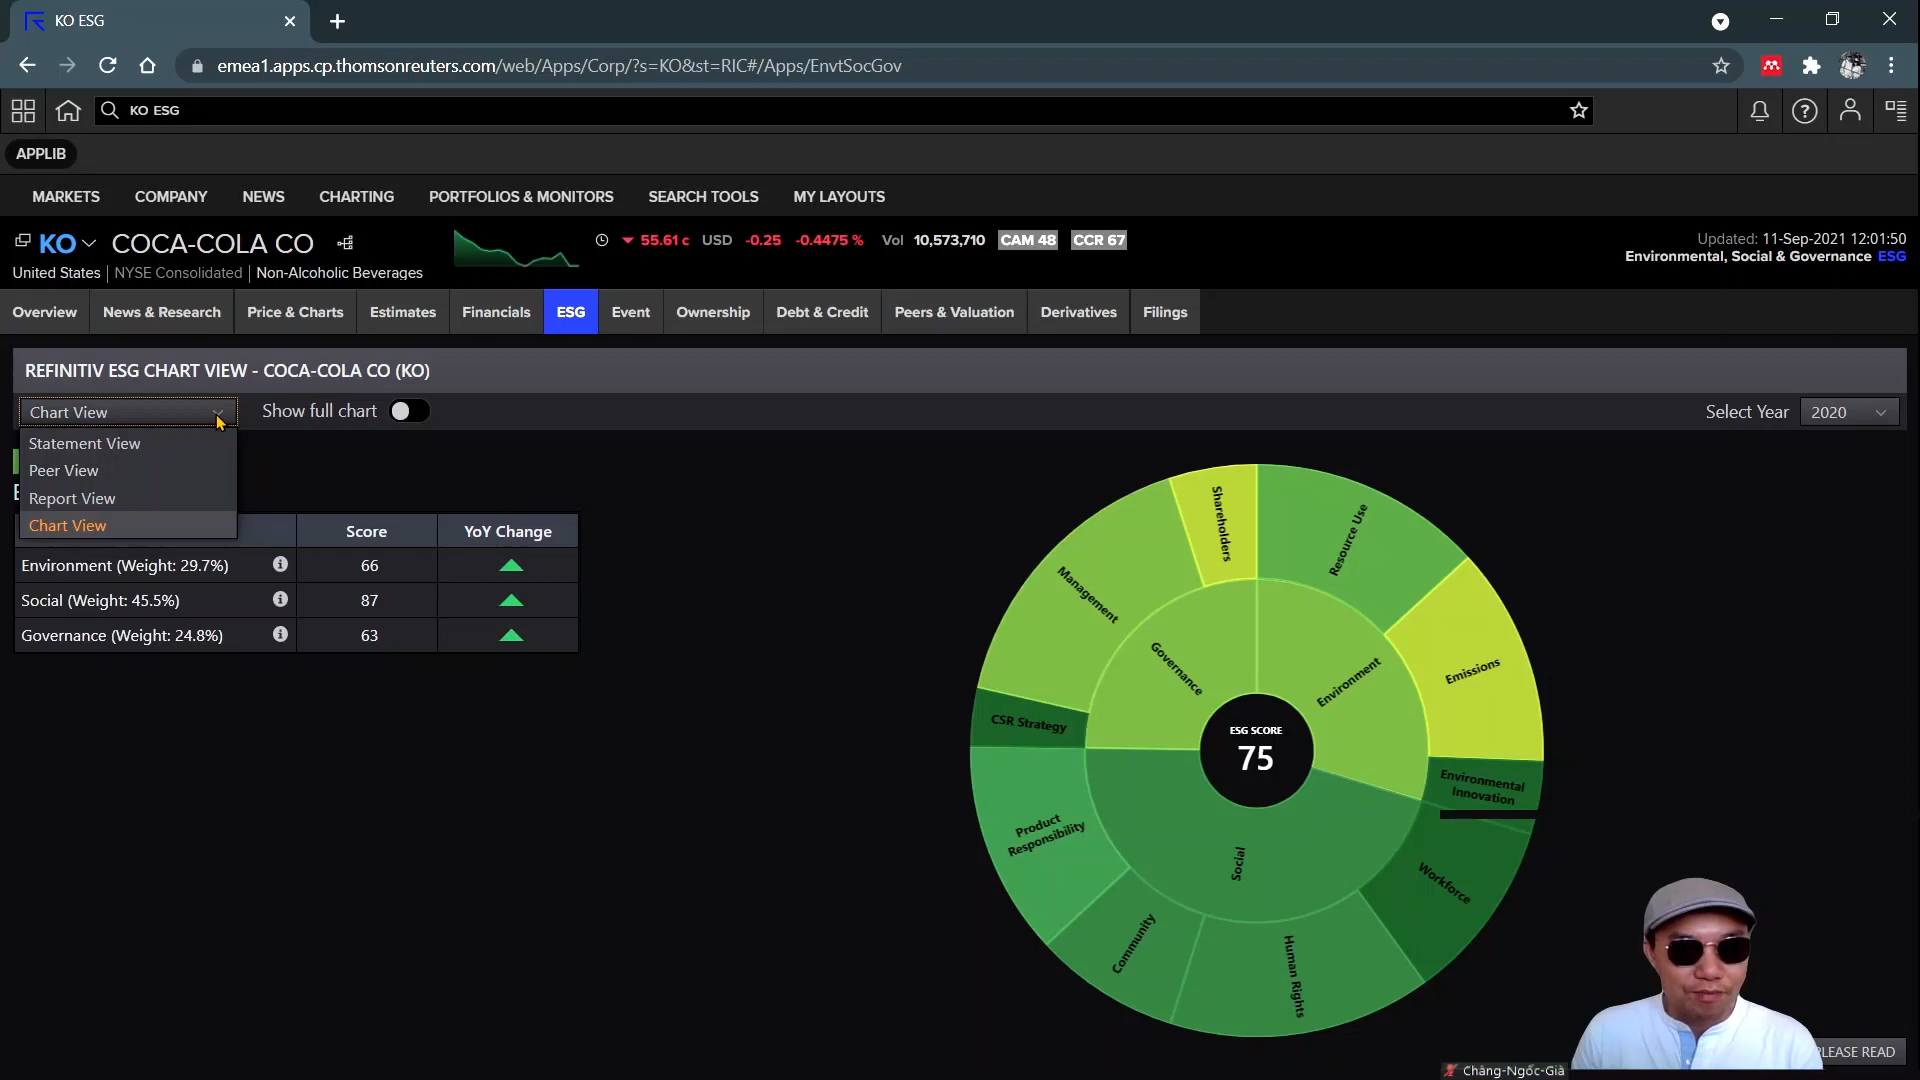 KO ESG
emea1.apps.cp.thomsonreuters.com/web/Apps/Corp/?s=KO&st=RIC#/Apps/EnvtSocGov
KO ESG
APPLIB
MARKETS COMPANY NEWS CHARTING PORTFOLIOS & MONITORS SEARCH TOOLS MY LAYOUTS
KO COCA-COLA CO 55.61 c USD -0.25 -0.4475 % Vol 10,573,710 CAM 48 CCR 67 Updated: 11-Sep-2021 12:01:50
United States NYSE Consolidated Non-Alcoholic Beverages Environmental, Social & Governance ESG
Overview News & Research Price & Charts Estimates Financials ESG Event Ownership Debt & Credit Peers & Valuation Derivatives Filings
REFINITIV ESG CHART VIEW - COCA-COLA CO (KO)
Chart View Show full chart Select Year 2020
Statement View
Peer View
Report View
Chart View
Score YoY Change
Environment (Weight: 29.7%) 66
Social (Weight: 45.5%) 87
Governance (Weight: 24.8%) 63
Shareholders
Resource Use
Management
Emissions
Governance
Environment
CSR Strategy
ESG SCORE
75
Environmental
Innovation
Product
Responsibility
Social
Workforce
Community
Human Rights
PLEASE READ
Chàng-Ngốc-Già